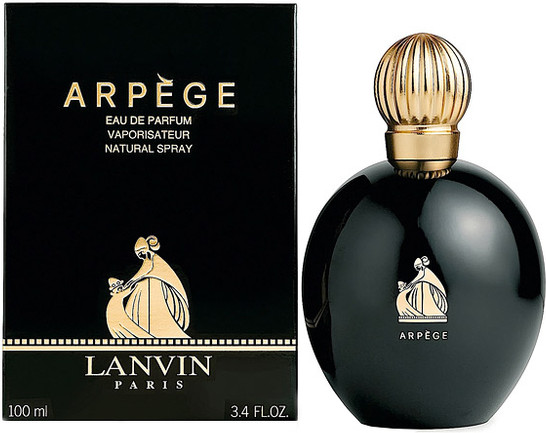 ARPÈGE
EAU DE PARFUM
VAPORISATEUR
NATURAL SPRAY
LANVIN
PARIS
100 ml 3.4 FL.OZ.
ARPÈGE